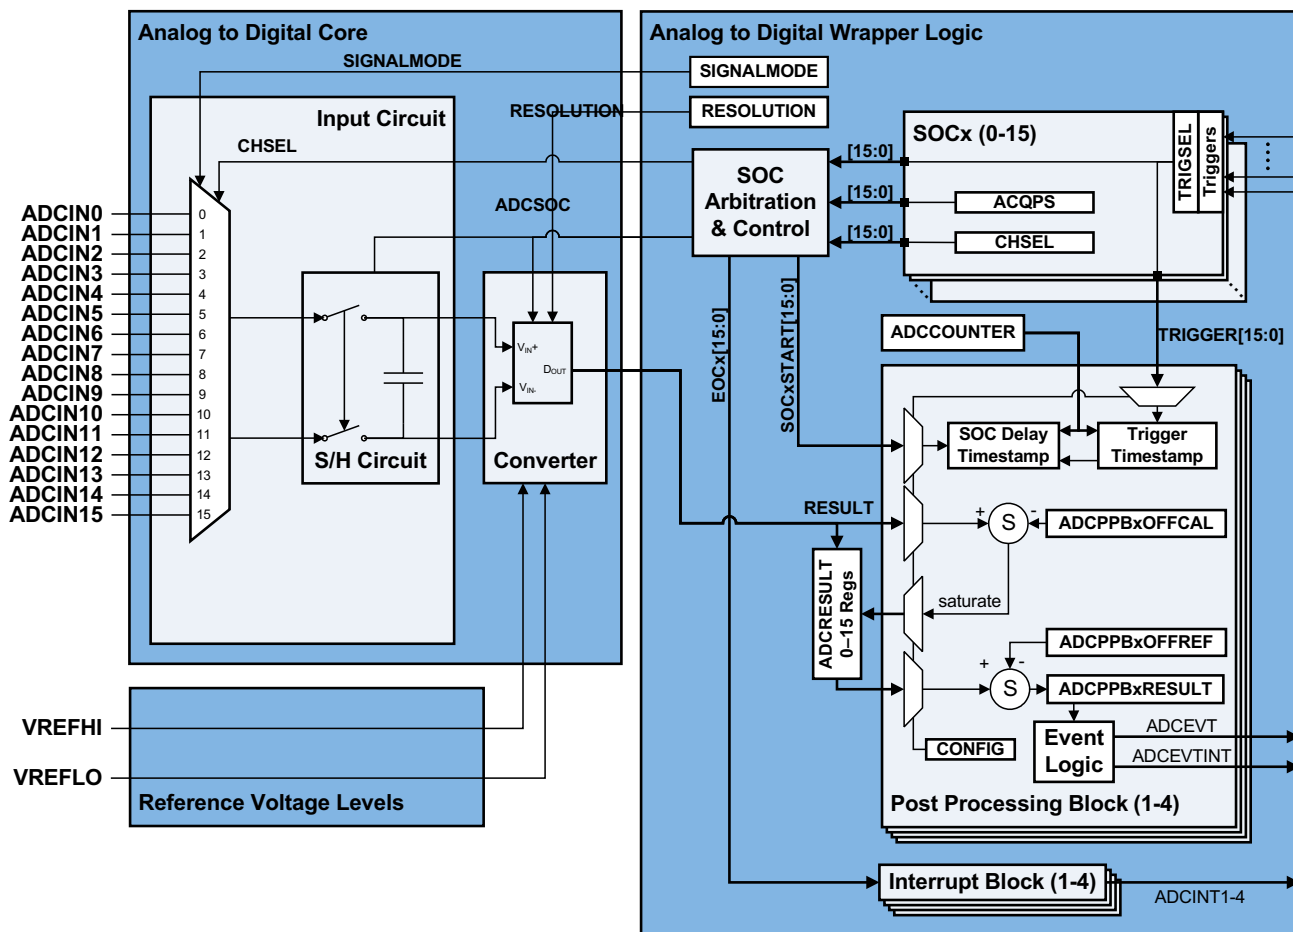 Analog to Digital Core
Analog to Digital Wrapper Logic
SIGNALMODE
SIGNALMODE
RESOLUTION
RESOLUTION
Input Circuit
CHSEL
SOC
Arbitration
& Control
[15:0]
[15:0]
[15:0]
SOCx (0-15)
TRIGSEL
Triggers
ACQPS
CHSEL
ADCSOC
ADCIN0
ADCIN1
ADCIN2
ADCIN3
ADCIN4
ADCIN5
ADCIN6
ADCIN7
ADCIN8
ADCIN9
ADCIN10
ADCIN11
ADCIN12
ADCIN13
ADCIN14
ADCIN15
0
1
2
3
4
5
6
7
8
9
10
11
12
13
14
15
S/H Circuit
VIN+
DOUT
VIN-
Converter
EOCx[15:0]
SOCxSTART[15:0]
ADCCOUNTER
TRIGGER[15:0]
SOC Delay
Timestamp
Trigger
Timestamp
RESULT
+
S
-
ADCPPBxOFFCAL
ADCRESULT
0–15 Regs
saturate
ADCPPBxOFFREF
+
-
S
ADCPPBxRESULT
CONFIG
Event
Logic
ADCEVT
ADCEVTINT
Post Processing Block (1-4)
VREFHI
VREFLO
Reference Voltage Levels
Interrupt Block (1-4)
ADCINT1-4